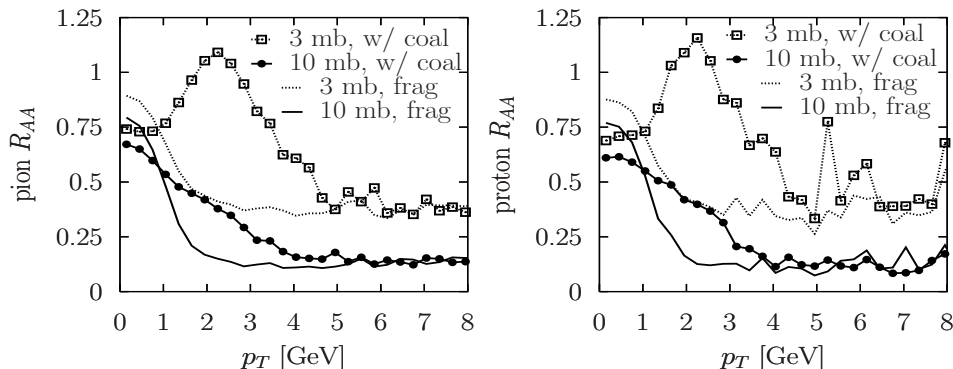 1.25
1
0.75
0.5
0.25
0
pion R_AA
3 mb, w/ coal
10 mb, w/ coal
3 mb, frag
10 mb, frag
0 1 2 3 4 5 6 7 8
p_T [GeV]
1.25
1
0.75
0.5
0.25
0
proton R_AA
3 mb, w/ coal
10 mb, w/ coal
3 mb, frag
10 mb, frag
0 1 2 3 4 5 6 7 8
p_T [GeV]